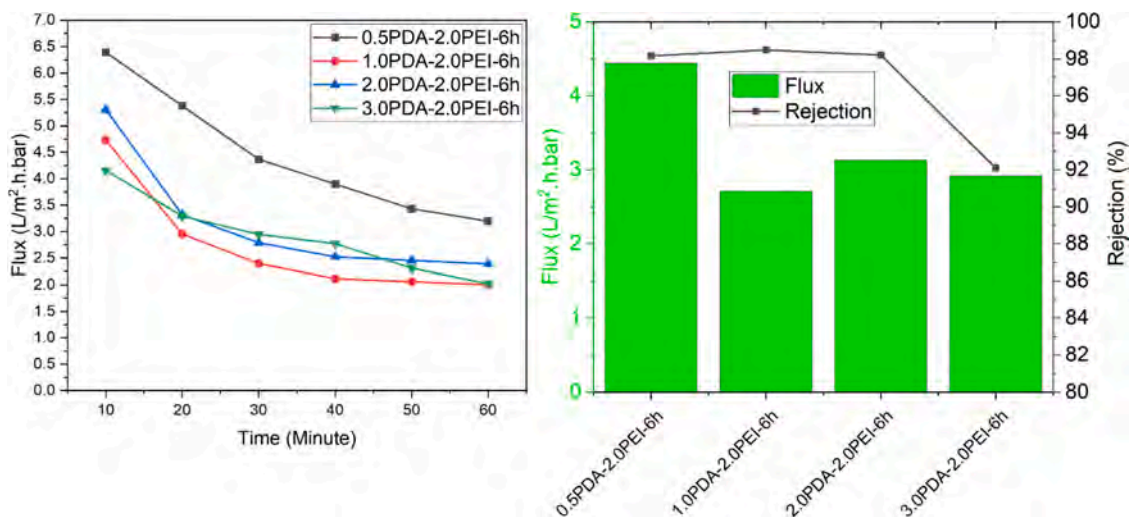 7.0
6.5
6.0
5.5
5.0
4.5
4.0
3.5
3.0
2.5
2.0
1.5
1.0
0.5
0.0
Flux (L/m².h.bar)
10 20 30 40 50 60
Time (Minute)
0.5PDA-2.0PEI-6h
1.0PDA-2.0PEI-6h
2.0PDA-2.0PEI-6h
3.0PDA-2.0PEI-6h
5
4
3
2
1
0
Flux (L/m².h.bar)
Flux
Rejection
100
98
96
94
92
90
88
86
84
82
80
Rejection (%)
0.5PDA-2.0PEI-6h
1.0PDA-2.0PEI-6h
2.0PDA-2.0PEI-6h
3.0PDA-2.0PEI-6h